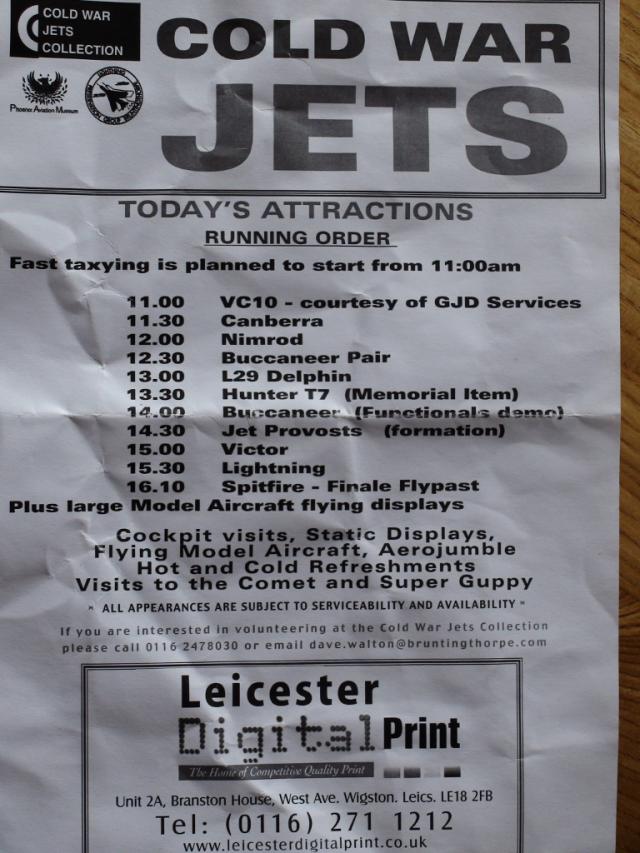 COLD WAR
JETS
COLLECTION
COLD WAR
JETS
Phoenix Aviation Museum
LIGHTNING PRESERVATION GROUP BRUNTINGTHORPE
TODAY'S ATTRACTIONS
RUNNING ORDER
Fast taxying is planned to start from 11:00am
11.00 VC10 - courtesy of GJD Services
11.30 Canberra
12.00 Nimrod
12.30 Buccaneer Pair
13.00 L29 Delphin
13.30 Hunter T7 (Memorial Item)
14.00 Buccaneer (Functionals demo)
14.30 Jet Provosts (formation)
15.00 Victor
15.30 Lightning
16.10 Spitfire - Finale Flypast
Plus large Model Aircraft flying displays
Cockpit visits, Static Displays,
Flying Model Aircraft, Aerojumble
Hot and Cold Refreshments
Visits to the Comet and Super Guppy
" ALL APPEARANCES ARE SUBJECT TO SERVICEABILITY AND AVAILABILITY "
If you are interested in volunteering at the Cold War Jets Collection
please call 0116 2478030 or email dave.walton@bruntingthorpe.com
Leicester
Digital Print
The Home of Competitive Quality Print
Unit 2A, Branston House, West Ave. Wigston. Leics. LE18 2FB
Tel: (0116) 271 1212
www.leicesterdigitalprint.co.uk